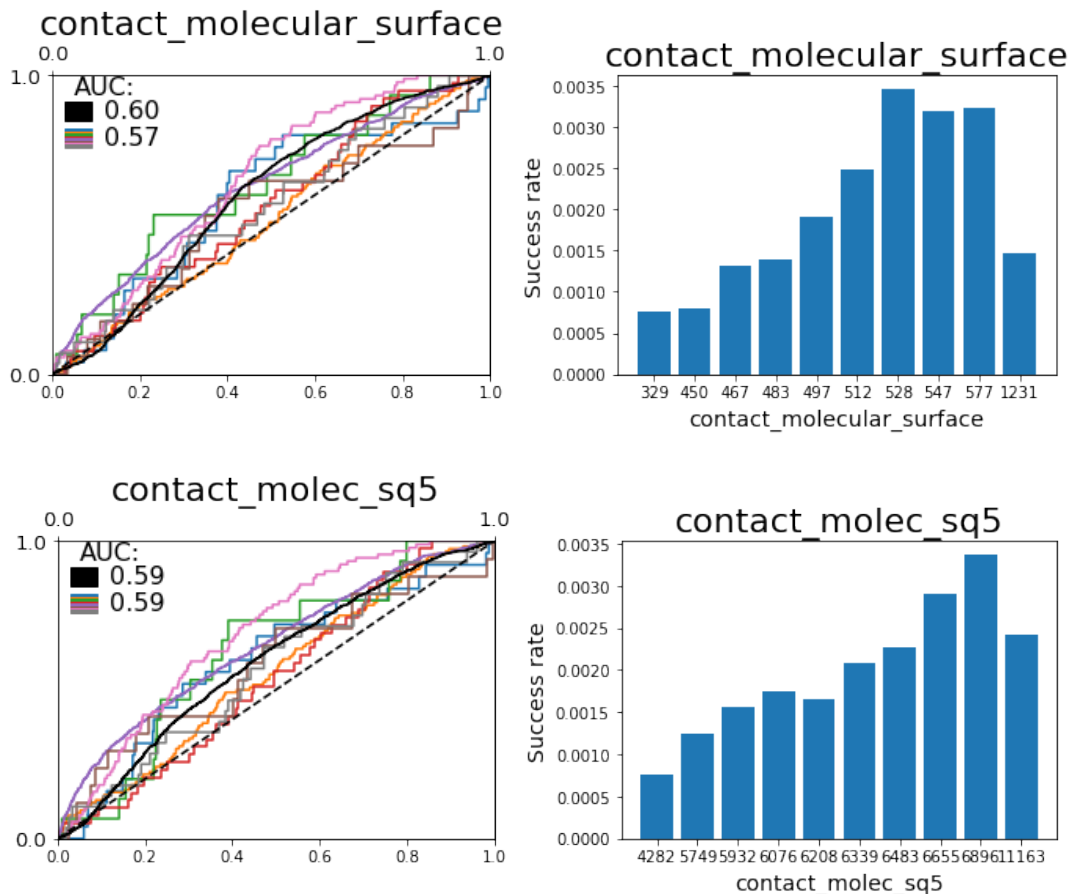 contact_molecular_surface
0.0 1.0
1.0
AUC:
0.60
0.57
0.0
0.0 0.2 0.4 0.6 0.8 1.0
contact_molecular_surface
Success rate
0.0035
0.0030
0.0025
0.0020
0.0015
0.0010
0.0005
0.0000
329 450 467 483 497 512 528 547 577 1231
contact_molecular_surface
contact_molec_sq5
0.0 1.0
1.0
AUC:
0.59
0.59
0.0
0.0 0.2 0.4 0.6 0.8 1.0
contact_molec_sq5
Success rate
0.0035
0.0030
0.0025
0.0020
0.0015
0.0010
0.0005
0.0000
4282 5749 5932 6076 6208 6339 6483 6655 6896 11163
contact_molec_sq5